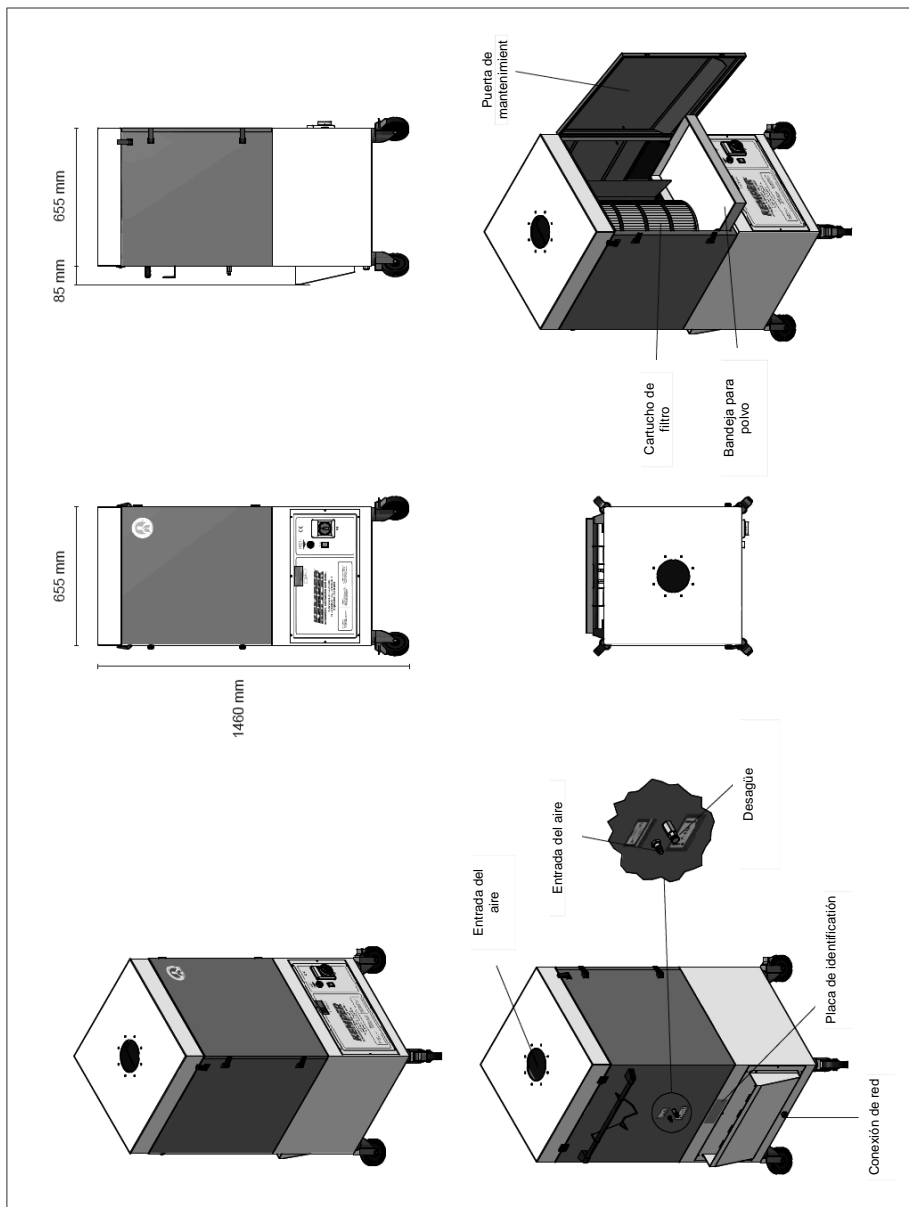 655 mm
85 mm
Puerta de
mantenimient
Cartucho de
filtro
Bandeja para
polvo
655 mm
1460 mm
KEMPER
Entrada del
aire
Entrada del aire
Desagüe
Placa de identificatión
Conexión de red